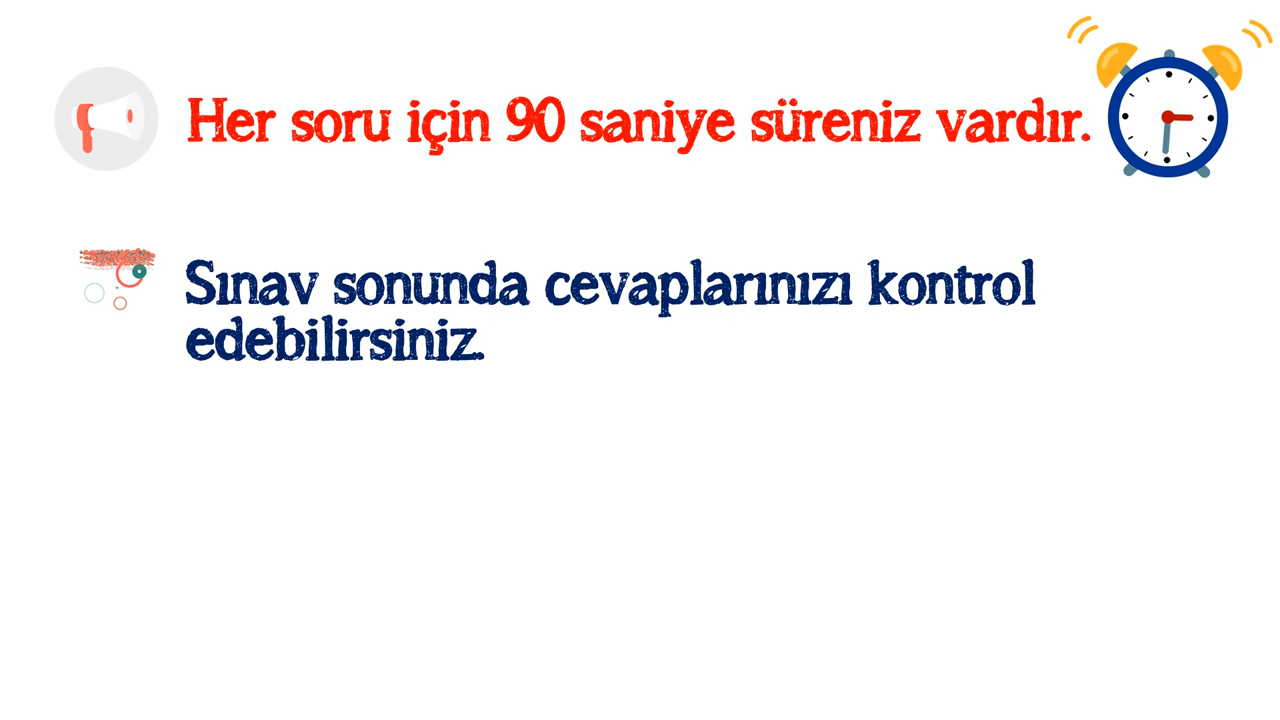 Her soru için 90 saniye süreniz vardır.
Sınav sonunda cevaplarınızı kontrol
edebilirsiniz.